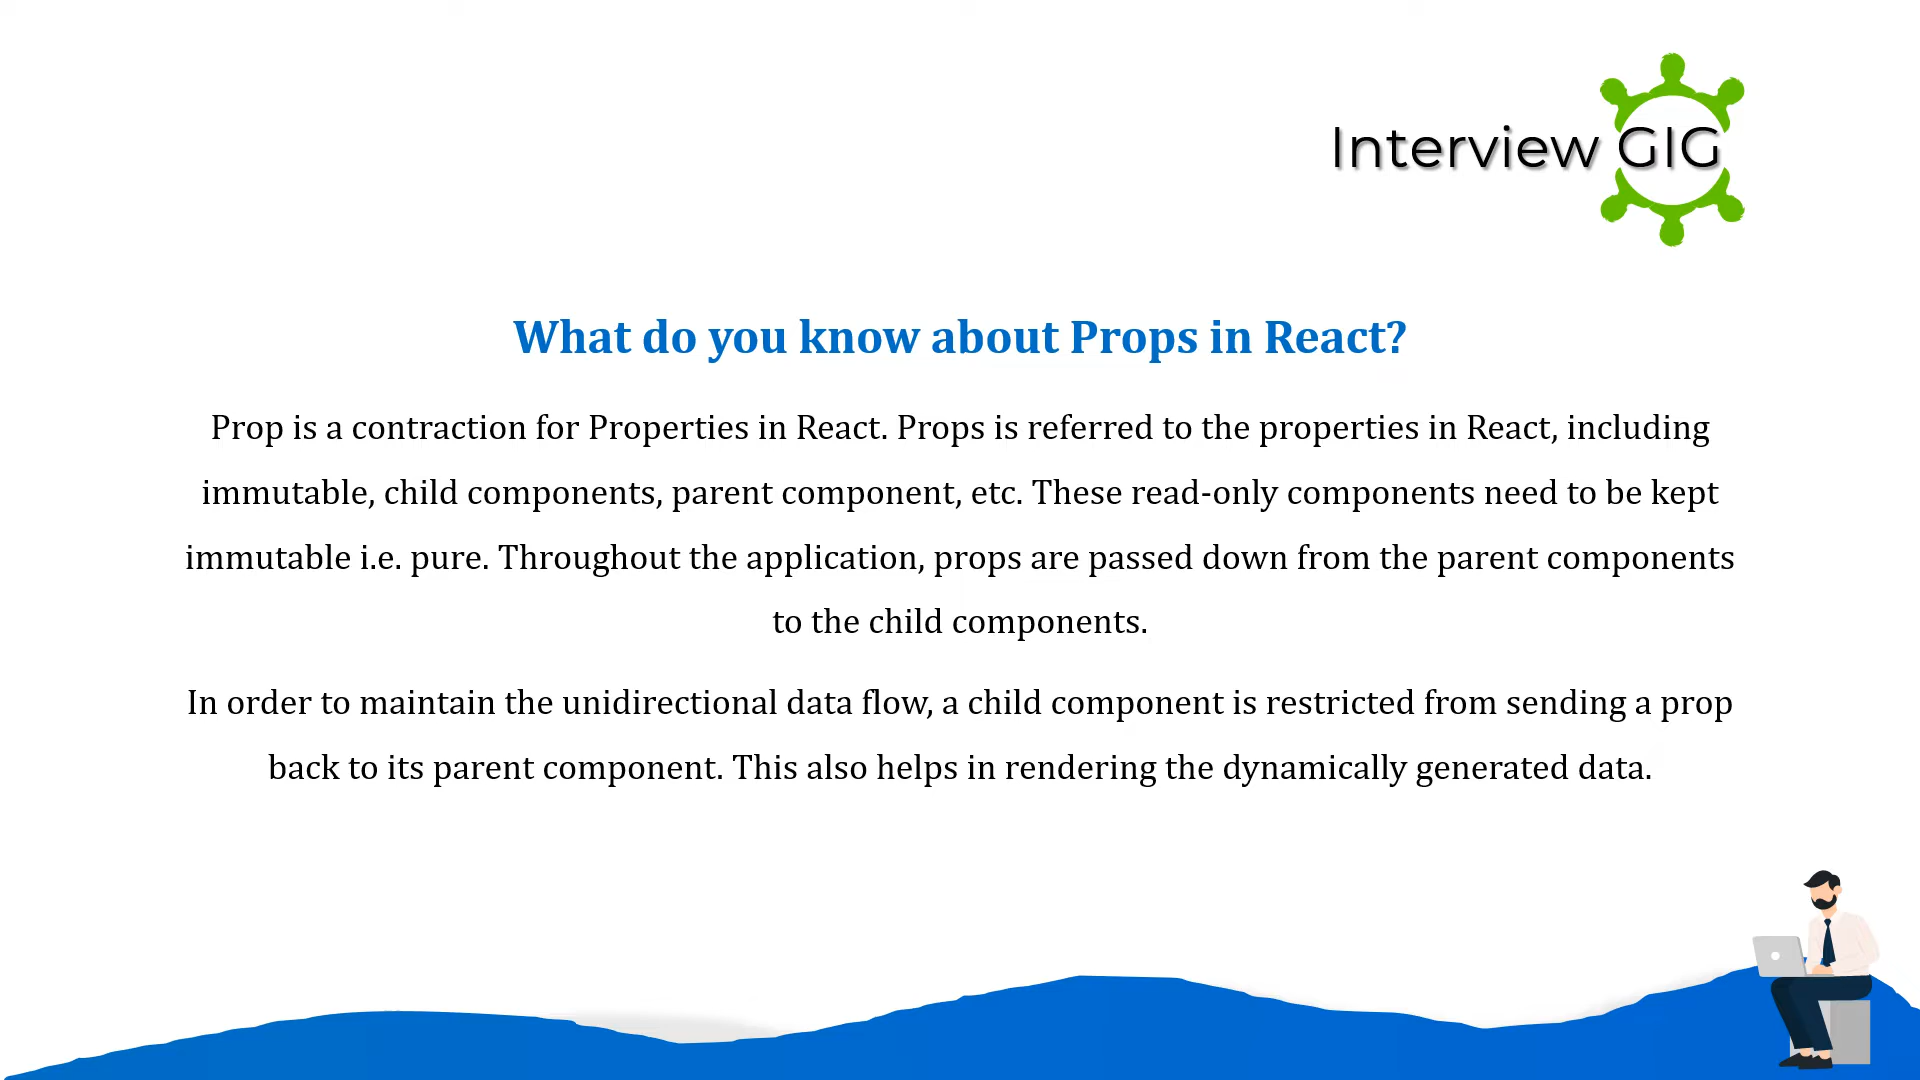 Interview GIG
What do you know about Props in React?
Prop is a contraction for Properties in React. Props is referred to the properties in React, including
immutable, child components, parent component, etc. These read-only components need to be kept
immutable i.e. pure. Throughout the application, props are passed down from the parent components
to the child components.
In order to maintain the unidirectional data flow, a child component is restricted from sending a prop
back to its parent component. This also helps in rendering the dynamically generated data.